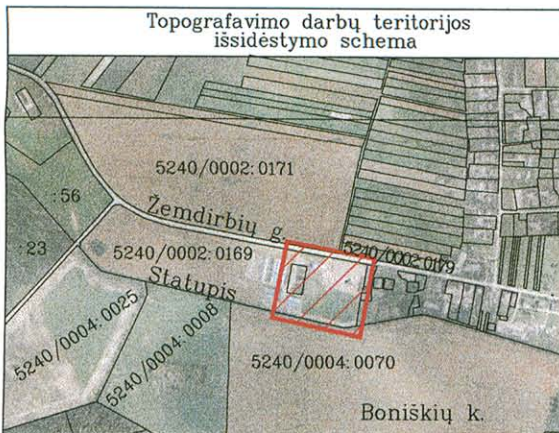 Topografavimo darbų teritorijos
išsidėstymo schema
5240/0002:0171
:56
Žemdirbių g.
:23
5240/0002:0169
5240/0002:0179
Statupis
5240/0004:0025
5240/0004:0008
5240/0004:0070
Boniškių k.